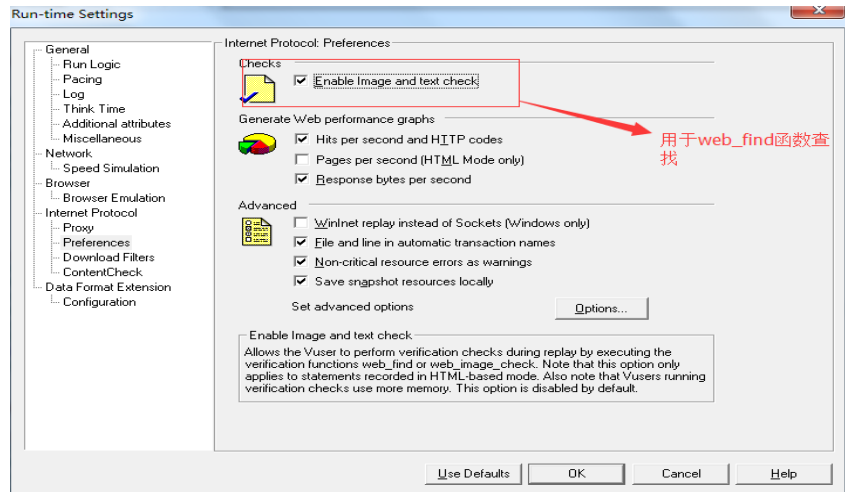 Run-time Settings
General
Run Logic
Pacing
Log
Think Time
Additional attributes
Miscellaneous
Network
Speed Simulation
Browser
Browser Emulation
Internet Protocol
Proxy
Preferences
Download Filters
ContentCheck
Data Format Extension
Configuration
Internet Protocol: Preferences
Checks
Enable Image and text check
用于web_find函数查
找
Generate Web performance graphs
Hits per second and HTTP codes
Pages per second (HTML Mode only)
Response bytes per second
Advanced
WinInet replay instead of Sockets (Windows only)
File and line in automatic transaction names
Non-critical resource errors as warnings
Save snapshot resources locally
Set advanced options
Options...
Enable Image and text check
Allows the Vuser to perform verification checks during replay by executing the
verification functions web_find or web_image_check. Note that this option only
applies to statements recorded in HTML-based mode. Also note that Vusers running
verification checks use more memory. This option is disabled by default.
Use Defaults
OK
Cancel
Help